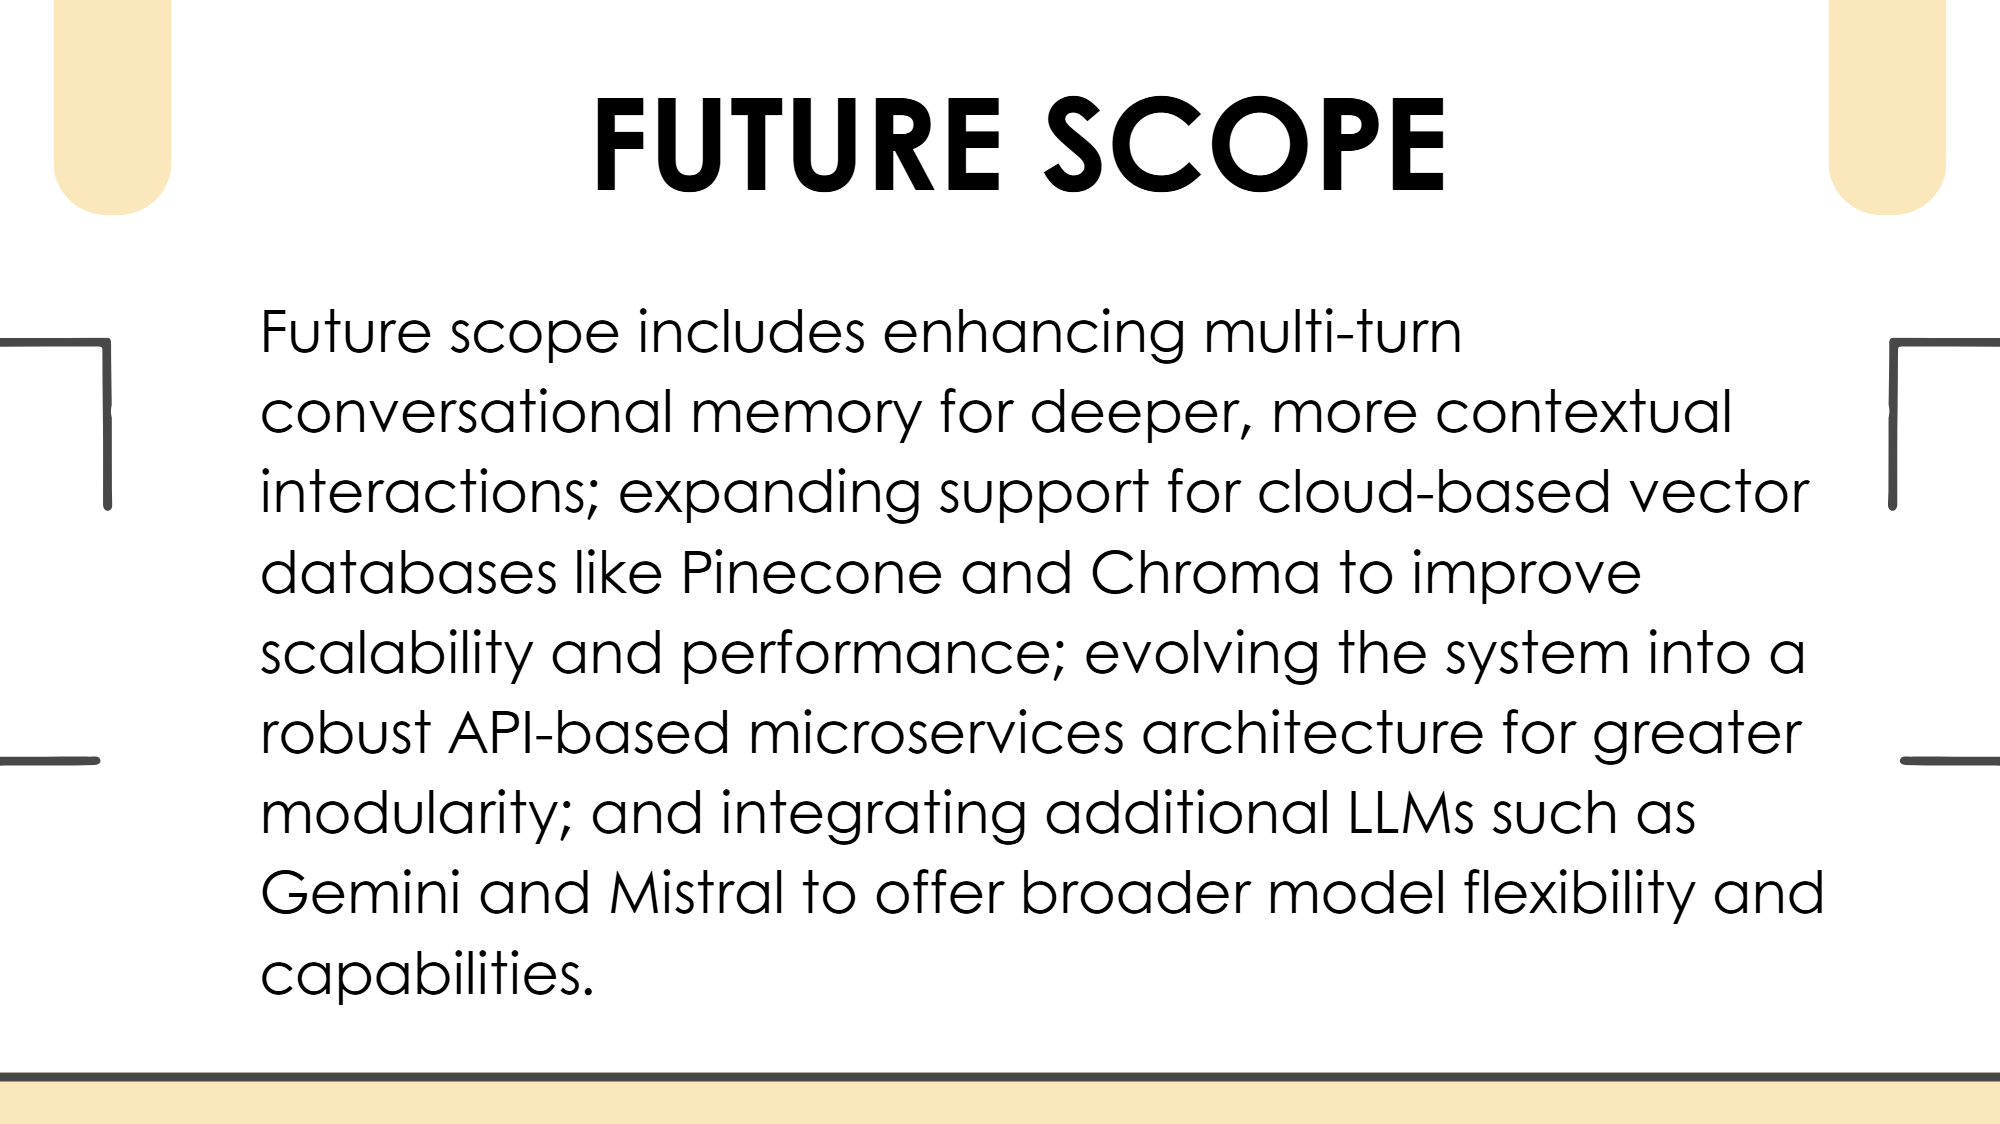 FUTURE SCOPE
Future scope includes enhancing multi-turn
conversational memory for deeper, more contextual
interactions; expanding support for cloud-based vector
databases like Pinecone and Chroma to improve
scalability and performance; evolving the system into a
robust API-based microservices architecture for greater
modularity; and integrating additional LLMs such as
Gemini and Mistral to offer broader model flexibility and
capabilities.